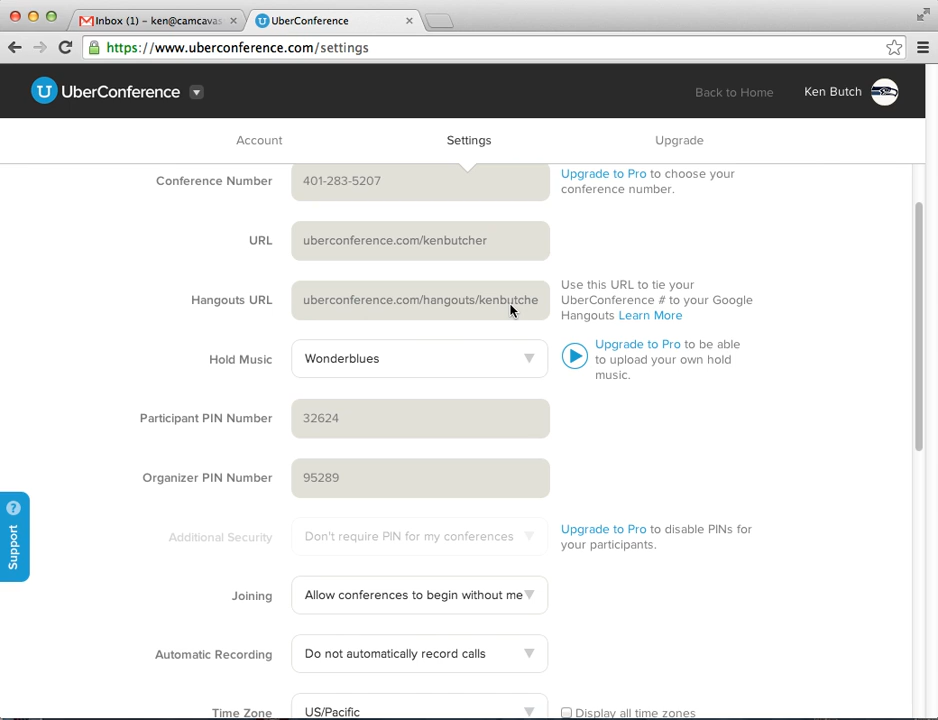 Inbox (1) – ken@camcavas × UberConference ×
https://www.uberconference.com/settings
U UberConference Back to Home Ken Butch
Account Settings Upgrade
Conference Number 401-283-5207 Upgrade to Pro to choose your
conference number.
URL uberconference.com/kenbutcher
Hangouts URL uberconference.com/hangouts/kenbutche Use this URL to tie your
UberConference # to your Google
Hangouts Learn More
Hold Music Wonderblues Upgrade to Pro to be able
to upload your own hold
music.
Participant PIN Number 32624
Organizer PIN Number 95289
? Support
Additional Security Don't require PIN for my conferences Upgrade to Pro to disable PINs for
your participants.
Joining Allow conferences to begin without me
Automatic Recording Do not automatically record calls
Time Zone US/Pacific Display all time zones